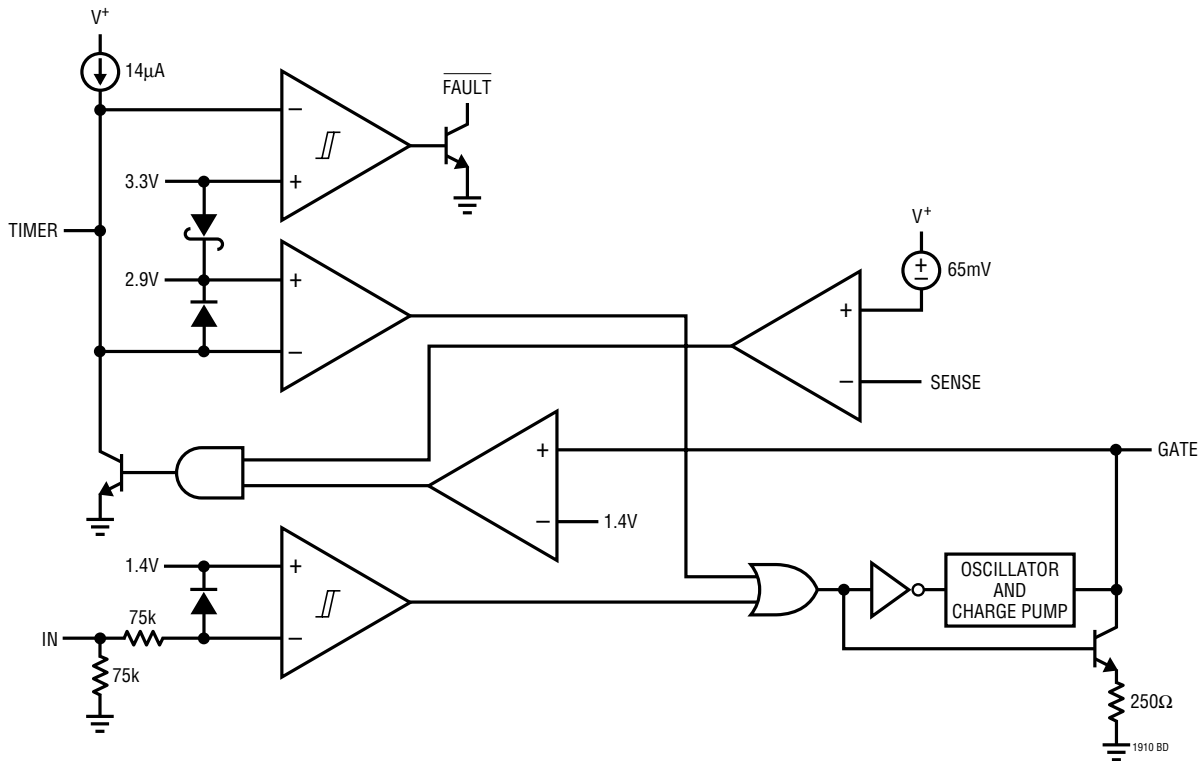 V+
14μA
−
FAULT
3.3V
+
TIMER
V+
2.9V
+
+
−
65mV
+
−
−
SENSE
+
GATE
−
1.4V
1.4V
+
OSCILLATOR
AND
CHARGE PUMP
75k
IN
−
75k
250Ω
1910 BD